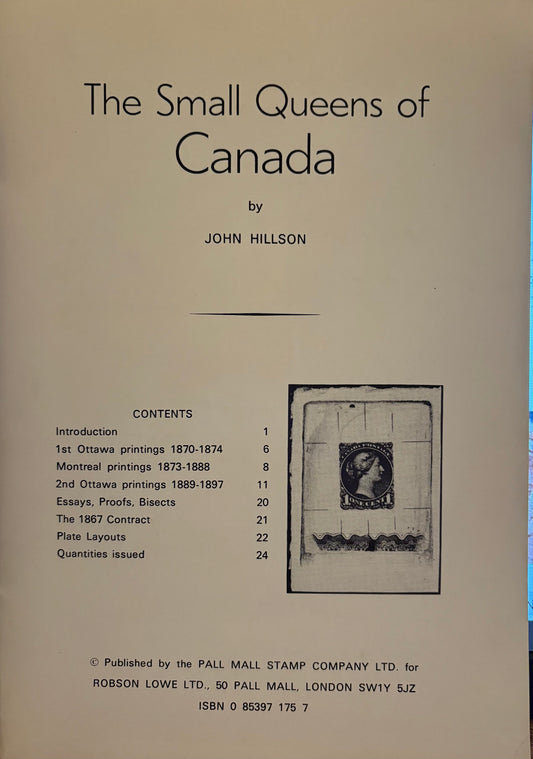 The Small Queens of
Canada
by
JOHN HILLSON
CONTENTS
Introduction 1
1st Ottawa printings 1870-1874 6
Montreal printings 1873-1888 8
2nd Ottawa printings 1889-1897 11
Essays, Proofs, Bisects 20
The 1867 Contract 21
Plate Layouts 22
Quantities issued 24
ONE CENT
© Published by the PALL MALL STAMP COMPANY LTD. for
ROBSON LOWE LTD., 50 PALL MALL, LONDON SW1Y 5JZ
ISBN 0 85397 175 7